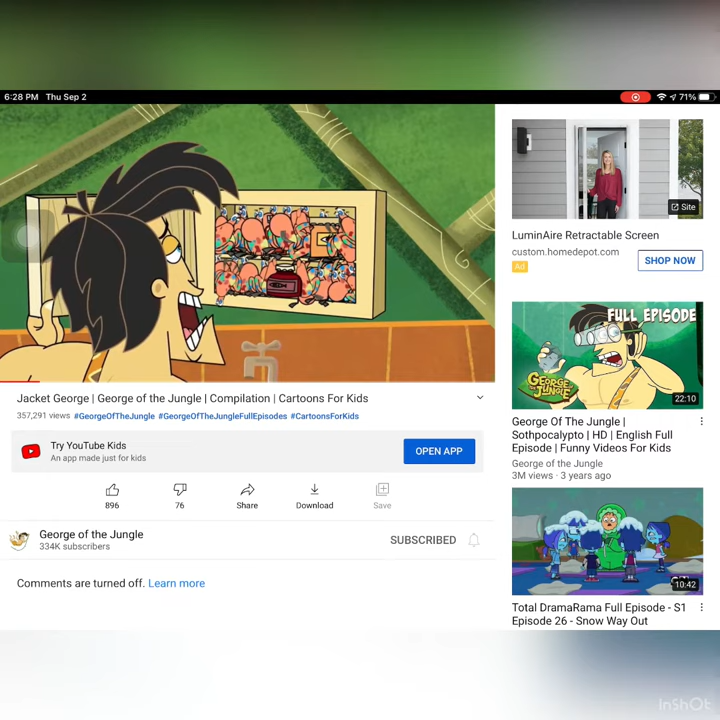 6:28 PM Thu Sep 2
71%
Site
LuminAire Retractable Screen
custom.homedepot.com
Ad
SHOP NOW
FULL EPISODE
GEORGE
OF THE
JUNGLE
22:10
George Of The Jungle |
Sothpocalypto | HD | English Full
Episode | Funny Videos For Kids
George of the Jungle
3M views · 3 years ago
10:42
Total DramaRama Full Episode - S1
Episode 26 - Snow Way Out
Jacket George | George of the Jungle | Compilation | Cartoons For Kids
357,291 views #GeorgeOfTheJungle #GeorgeOfTheJungleFullEpisodes #CartoonsForKids
Try YouTube Kids
An app made just for kids
OPEN APP
896
76
Share
Download
Save
George of the Jungle
334K subscribers
SUBSCRIBED
Comments are turned off. Learn more
InShOt